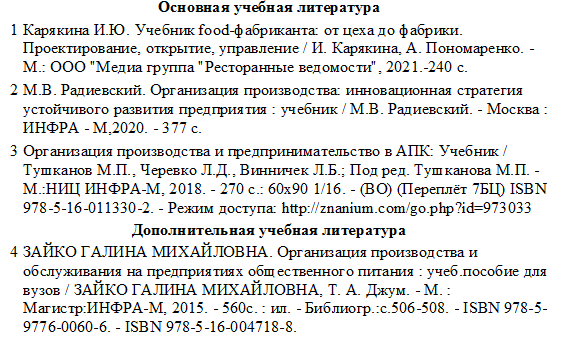 Основная учебная литература
1 Карякина И.Ю. Учебник food-фабриканта: от цеха до фабрики.
Проектирование, открытие, управление / И. Карякина, А. Пономаренко. -
М.: ООО "Медиа группа "Ресторанные ведомости", 2021.-240 с.
2 М.В. Радиевский. Организация производства: инновационная стратегия
устойчивого развития предприятия : учебник / М.В. Радиевский. - Москва :
ИНФРА - М,2020. - 377 с.
3 Организация производства и предпринимательство в АПК: Учебник /
Тушканов М.П., Черевко Л.Д., Винничек Л.Б.; Под ред. Тушканова М.П. -
М.:НИЦ ИНФРА-М, 2018. - 270 с.: 60x90 1/16. - (ВО) (Переплёт 7БЦ) ISBN
978-5-16-011330-2. - Режим доступа: http://znanium.com/go.php?id=973033
Дополнительная учебная литература
4 ЗАЙКО ГАЛИНА МИХАЙЛОВНА. Организация производства и
обслуживания на предприятиях общественного питания : учеб.пособие для
вузов / ЗАЙКО ГАЛИНА МИХАЙЛОВНА, Т. А. Джум. - М. :
Магистр:ИНФРА-М, 2015. - 560с. : ил. - Библиогр.:с.506-508. - ISBN 978-5-
9776-0060-6. - ISBN 978-5-16-004718-8.